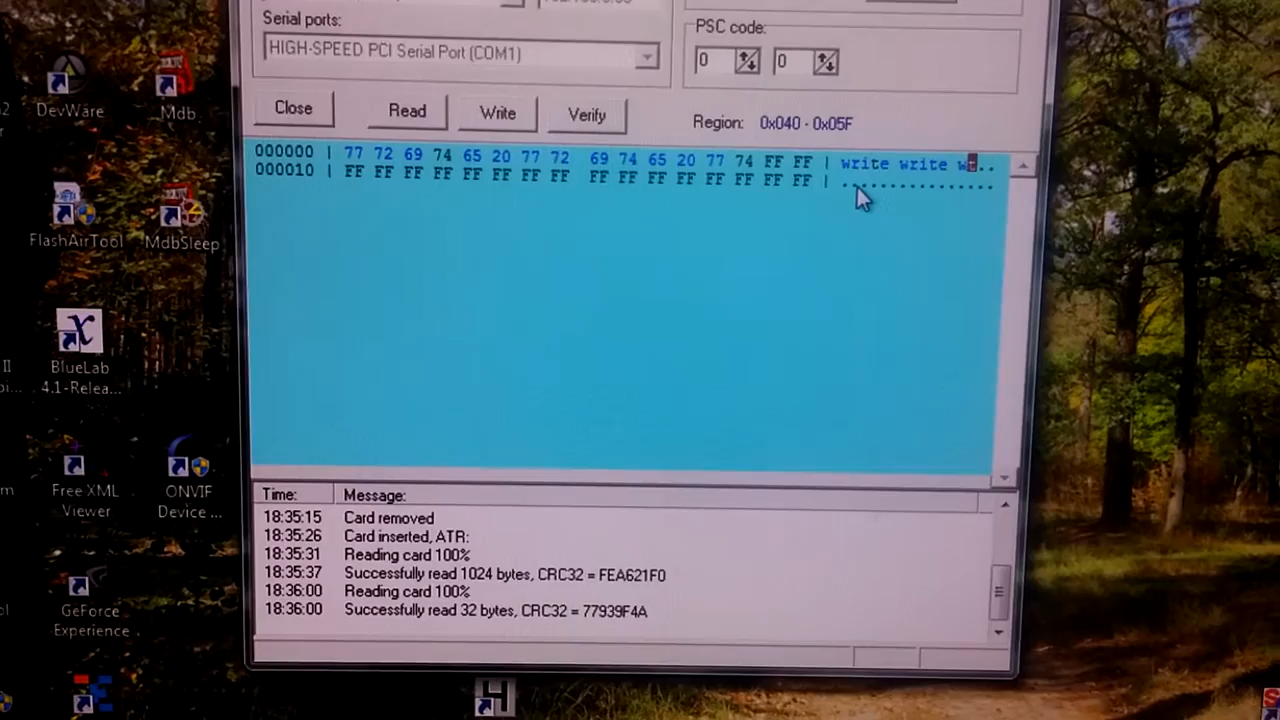 Serial ports:
HIGH-SPEED PCI Serial Port (COM1)
PSC code:
0 0
Close Read Write Verify Region: 0x040 - 0x05F
000000 | 77 72 69 74 65 20 77 72 69 74 65 20 77 74 FF FF | write write wt..
000010 | FF FF FF FF FF FF FF FF FF FF FF FF FF FF FF FF | ................
Time: Message:
18:35:15 Card removed
18:35:26 Card inserted, ATR:
18:35:31 Reading card 100%
18:35:37 Successfully read 1024 bytes, CRC32 = FEA621F0
18:36:00 Reading card 100%
18:36:00 Successfully read 32 bytes, CRC32 = 77939F4A
DevWare
Mdb
FlashAirTool
MdbSleep
BlueLab
4.1-Relea...
Free XML
Viewer
ONVIF
Device ...
GeForce
Experience